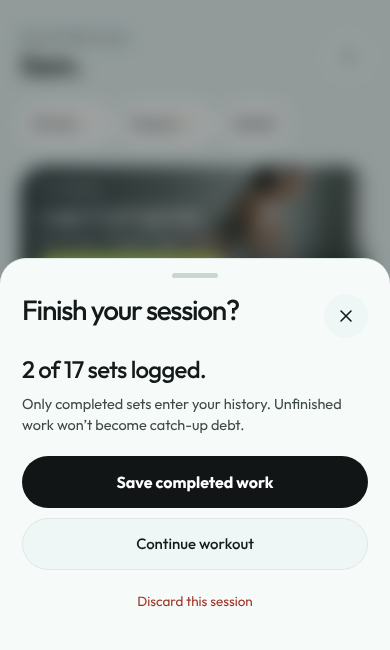 Finish your session?
2 of 17 sets logged.
Only completed sets enter your history. Unfinished
work won’t become catch-up debt.
Save completed work
Continue workout
Discard this session